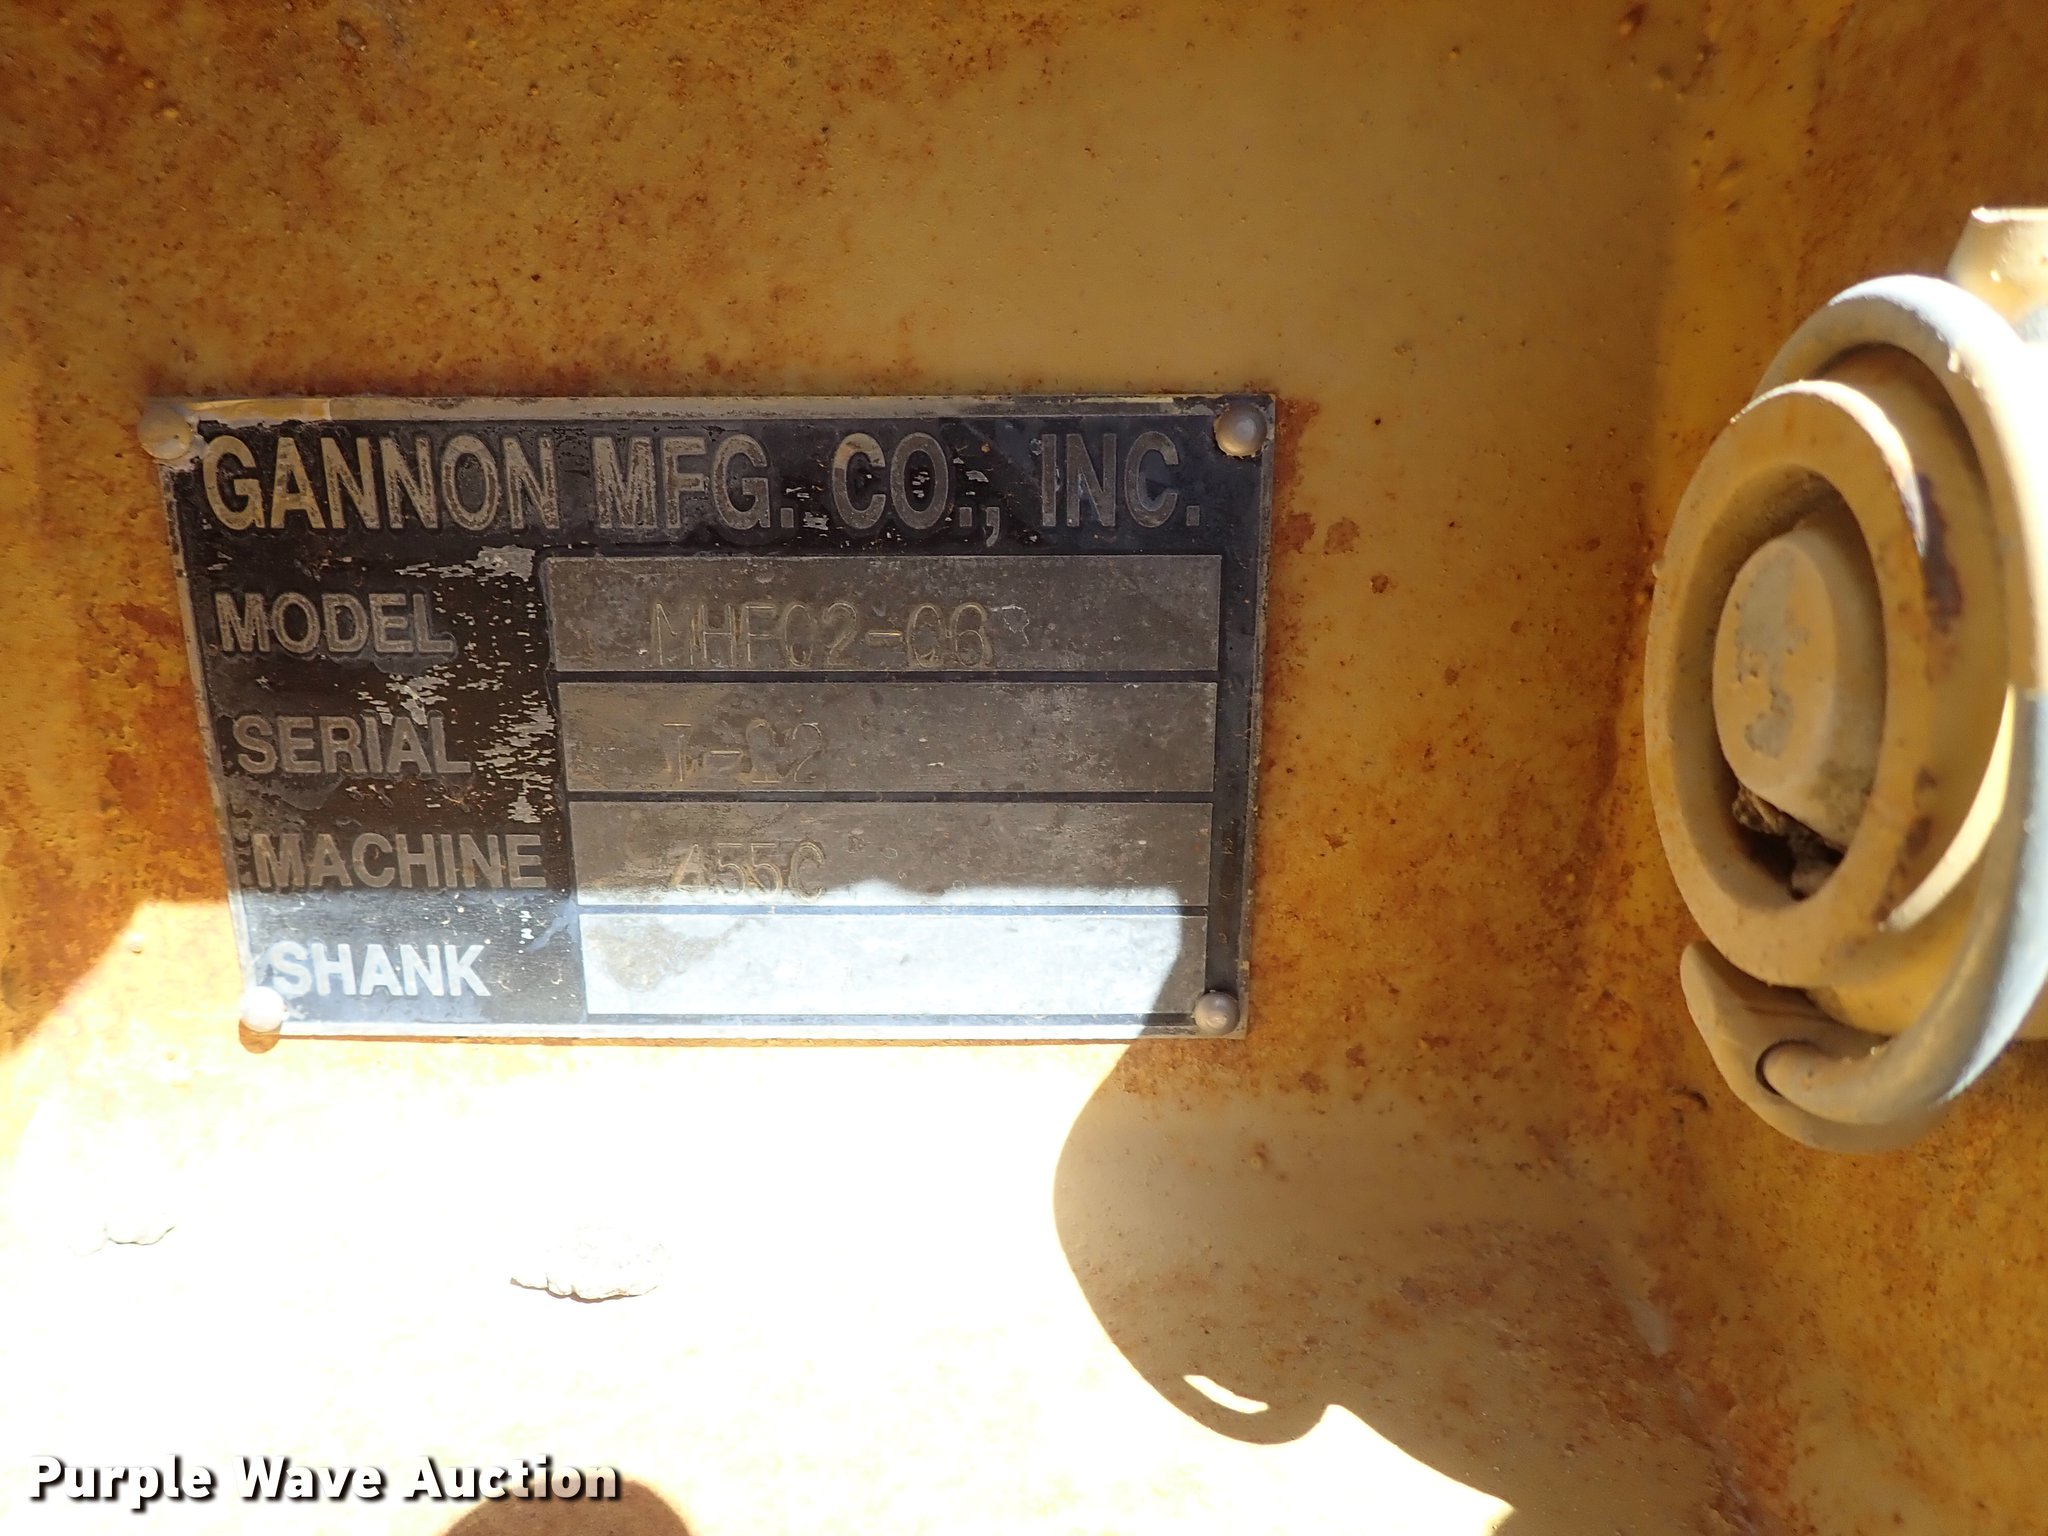 GANNON MFG. CO., INC.
MODEL MHF02-06
SERIAL
MACHINE 455C
SHANK
Purple Wave Auction